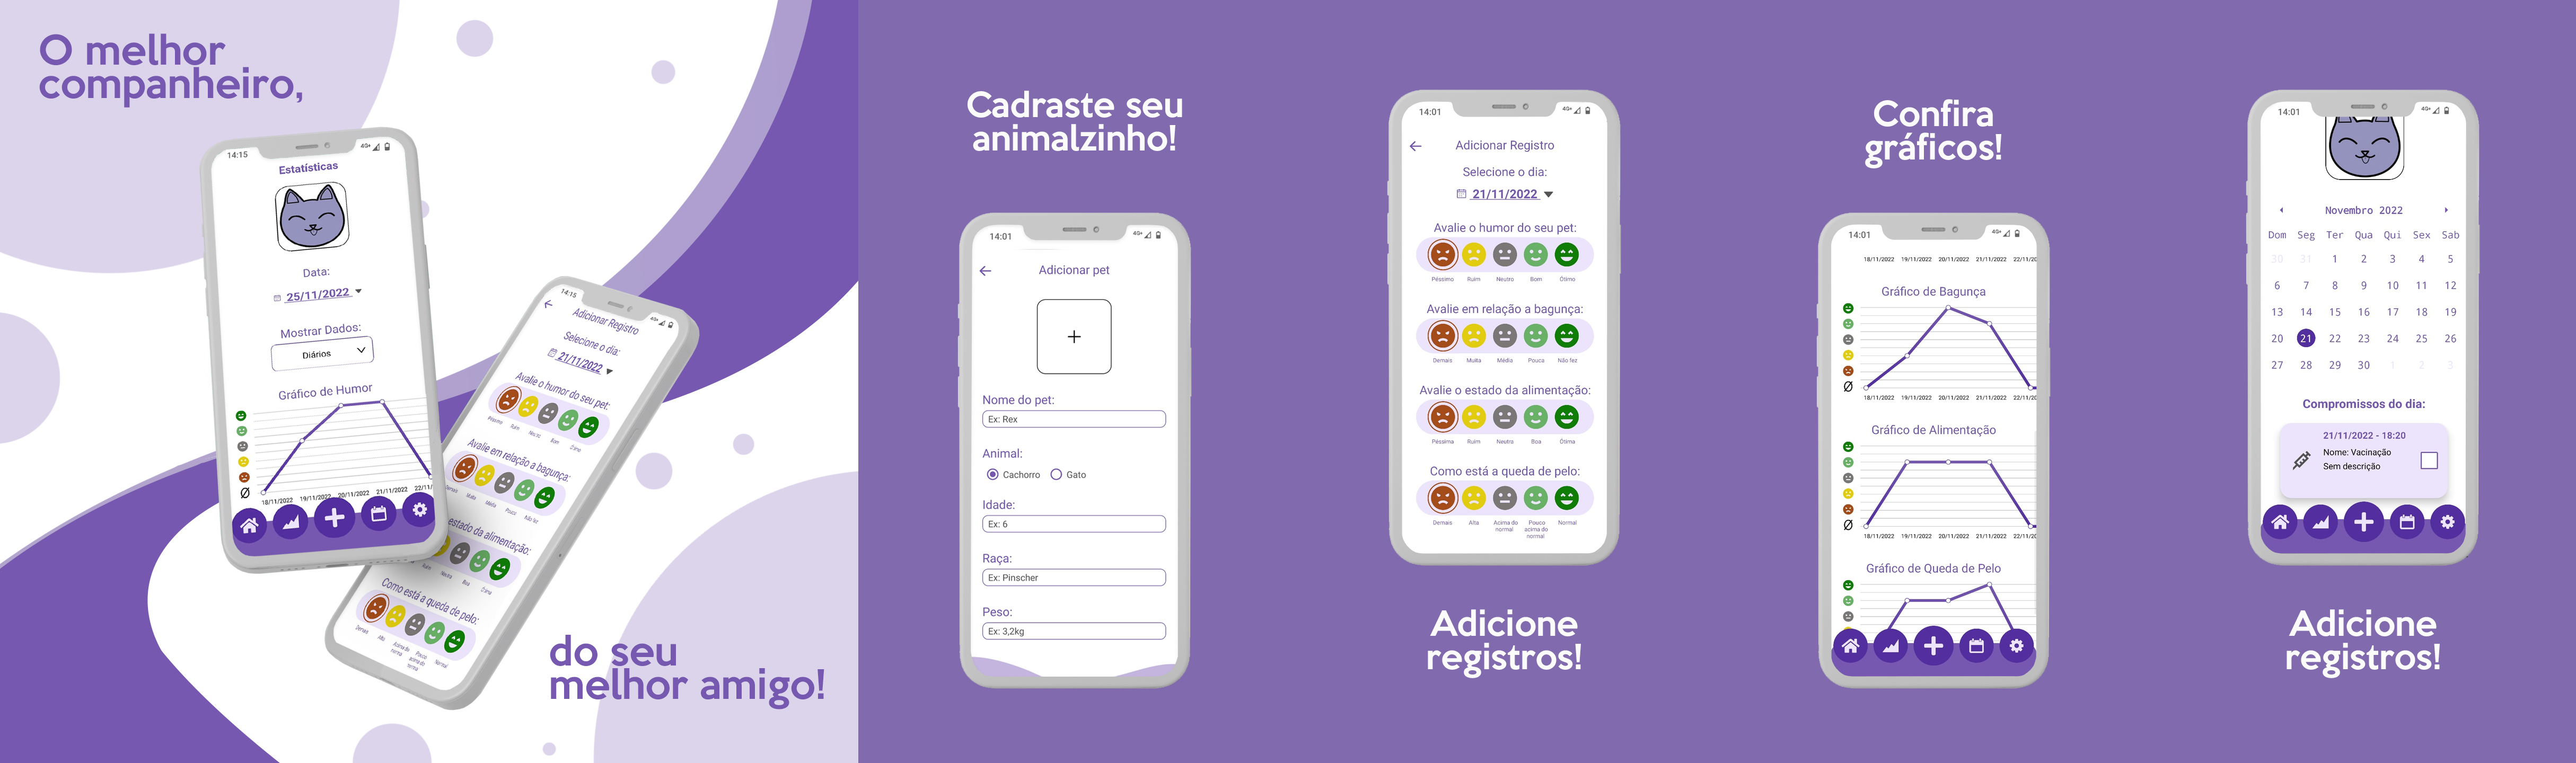 O melhor
companheiro,
14:15
4G+
Estatísticas
Data:
25/11/2022
Mostrar Dados:
Diários
Gráfico de Humor
18/11/2022 19/11/2022 20/11/2022 21/11/2022 22/11/
14:15
4G+
Adicionar Registro
Selecione o dia:
21/11/2022
Avalie o humor do seu pet:
Péssimo Ruim Neutro Bom Ótimo
Avalie em relação a bagunça:
Demais Muita Média Pouca Não fez
estado da alimentação:
Ruim Neutra Boa Ótima
Como está a queda de pelo:
Demais Alta Acima do normal Pouco acima do normal Normal
do seu
melhor amigo!
Cadraste seu
animalzinho!
14:01
4G+
Adicionar pet
+
Nome do pet:
Ex: Rex
Animal:
Cachorro Gato
Idade:
Ex: 6
Raça:
Ex: Pinscher
Peso:
Ex: 3,2kg
14:01
4G+
Adicionar Registro
Selecione o dia:
21/11/2022
Avalie o humor do seu pet:
Péssimo Ruim Neutro Bom Ótimo
Avalie em relação a bagunça:
Demais Muita Média Pouca Não fez
Avalie o estado da alimentação:
Péssima Ruim Neutra Boa Ótima
Como está a queda de pelo:
Demais Alta Acima do normal Pouco acima do normal Normal
Adicione
registros!
Confira
gráficos!
14:01
4G+
18/11/2022 19/11/2022 20/11/2022 21/11/2022 22/11/20
Gráfico de Bagunça
18/11/2022 19/11/2022 20/11/2022 21/11/2022 22/11/20
Gráfico de Alimentação
18/11/2022 19/11/2022 20/11/2022 21/11/2022 22/11/20
Gráfico de Queda de Pelo
14:01
4G+
Novembro 2022
Dom Seg Ter Qua Qui Sex Sab
30 31 1 2 3 4 5
6 7 8 9 10 11 12
13 14 15 16 17 18 19
20 21 22 23 24 25 26
27 28 29 30 1 2 3
Compromissos do dia:
21/11/2022 - 18:20
Nome: Vacinação
Sem descrição
Adicione
registros!